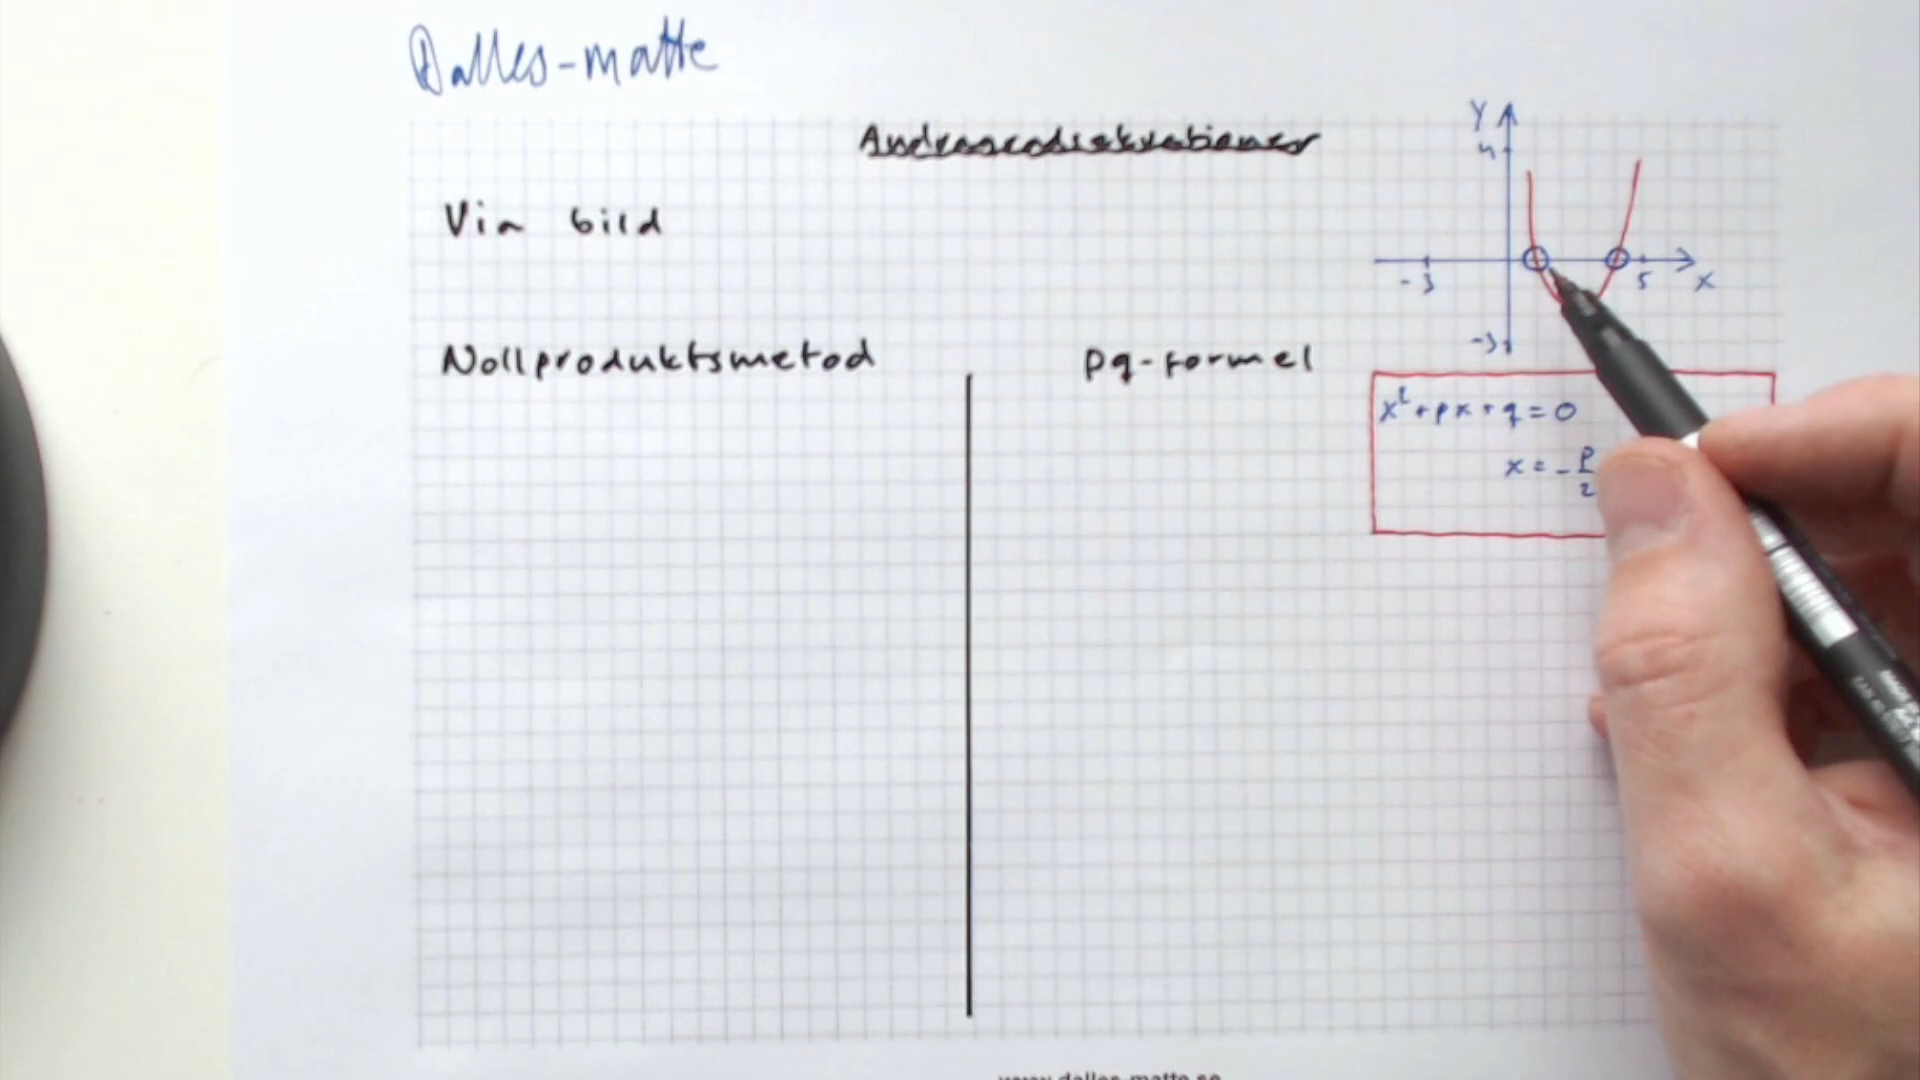 Dalles-matte
Andragradsekvationer
Via bild
Y
4
-3
5
x
-3
Nollproduktsmetod
pq-formel
x² + px + q = 0
x = - p/2